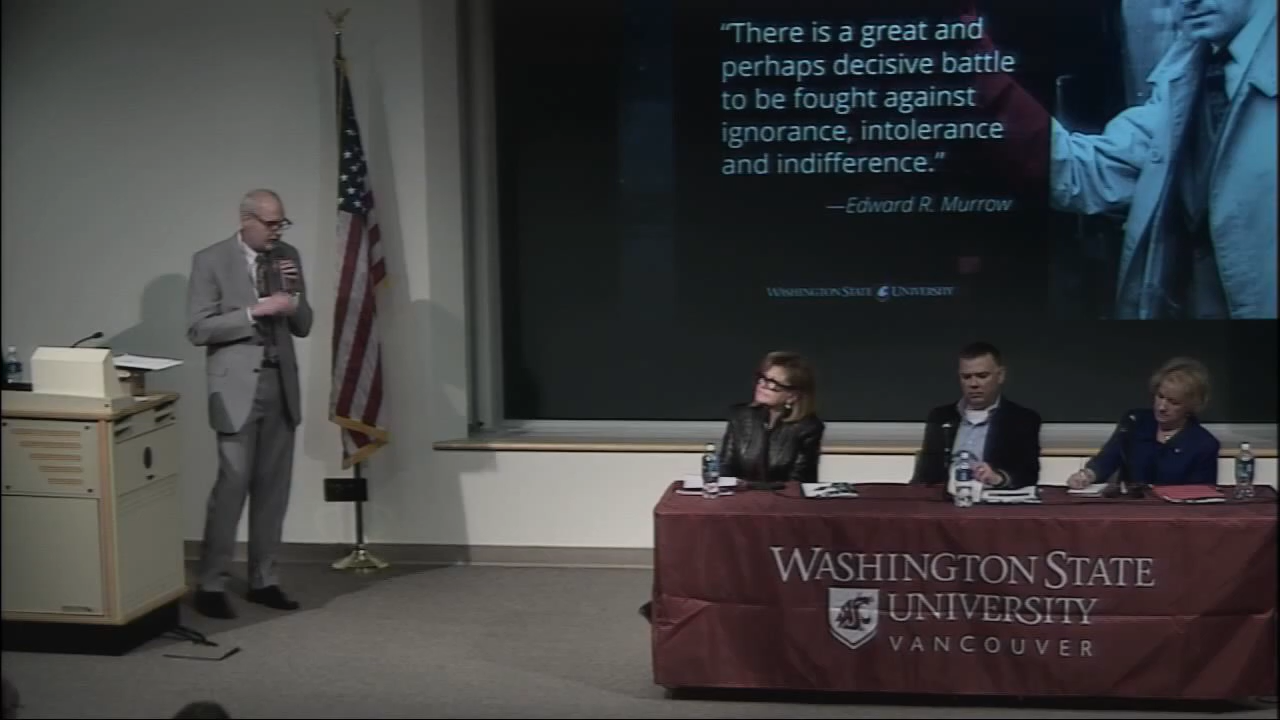 “There is a great and
perhaps decisive battle
to be fought against
ignorance, intolerance
and indifference.”
—Edward R. Murrow
WASHINGTON STATE UNIVERSITY
WASHINGTON STATE
UNIVERSITY
VANCOUVER